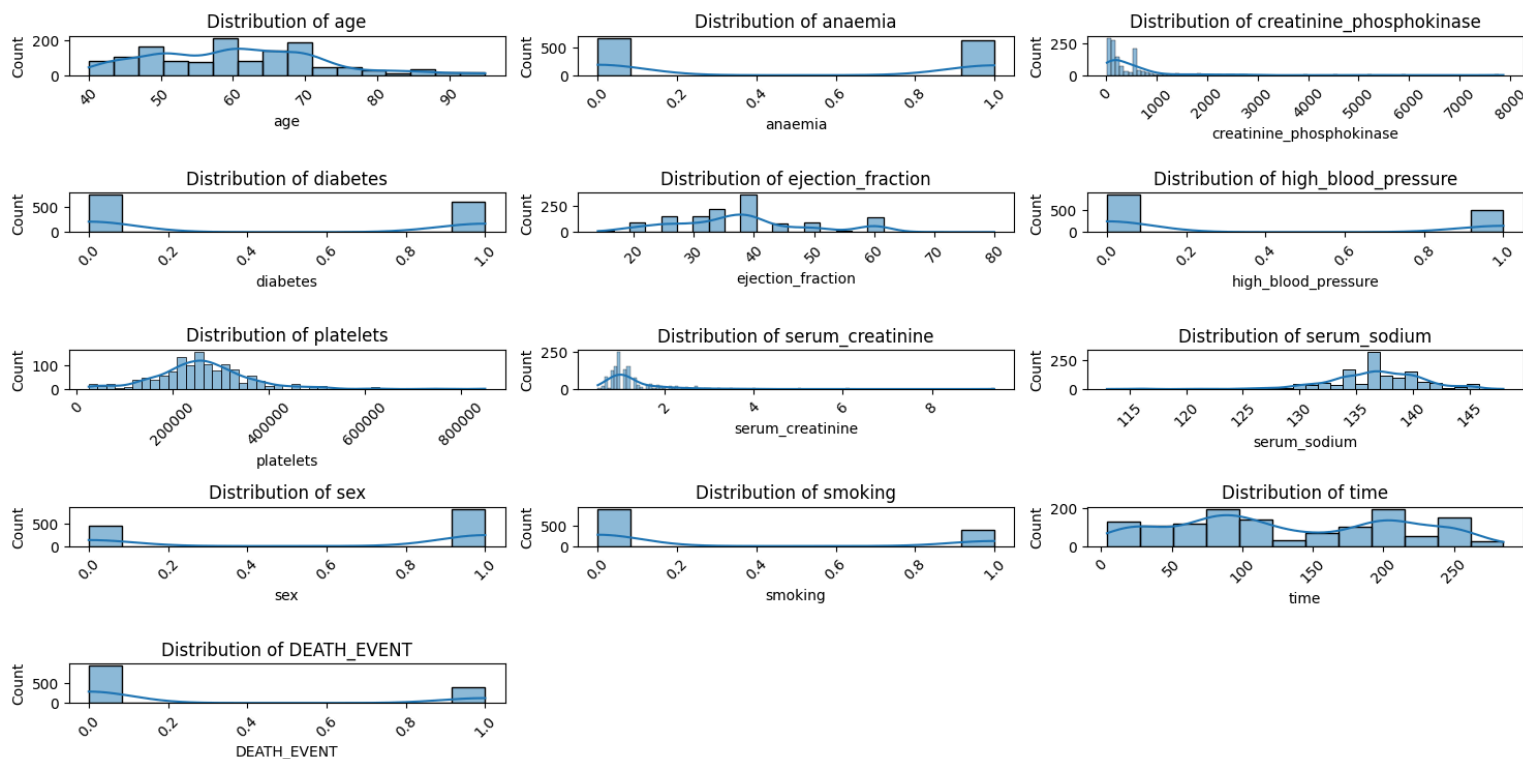 Distribution of age
Count
200
0
40
50
60
70
80
90
age
Distribution of anaemia
Count
500
0
0.0
0.2
0.4
0.6
0.8
1.0
anaemia
Distribution of creatinine_phosphokinase
Count
250
0
0
1000
2000
3000
4000
5000
6000
7000
8000
creatinine_phosphokinase
Distribution of diabetes
Count
500
0
0.0
0.2
0.4
0.6
0.8
1.0
diabetes
Distribution of ejection_fraction
Count
250
0
20
30
40
50
60
70
80
ejection_fraction
Distribution of high_blood_pressure
Count
500
0
0.0
0.2
0.4
0.6
0.8
1.0
high_blood_pressure
Distribution of platelets
Count
100
0
0
200000
400000
600000
800000
platelets
Distribution of serum_creatinine
Count
250
0
2
4
6
8
serum_creatinine
Distribution of serum_sodium
Count
250
0
115
120
125
130
135
140
145
serum_sodium
Distribution of sex
Count
500
0
0.0
0.2
0.4
0.6
0.8
1.0
sex
Distribution of smoking
Count
500
0
0.0
0.2
0.4
0.6
0.8
1.0
smoking
Distribution of time
Count
200
0
0
50
100
150
200
250
time
Distribution of DEATH_EVENT
Count
500
0
0.0
0.2
0.4
0.6
0.8
1.0
DEATH_EVENT